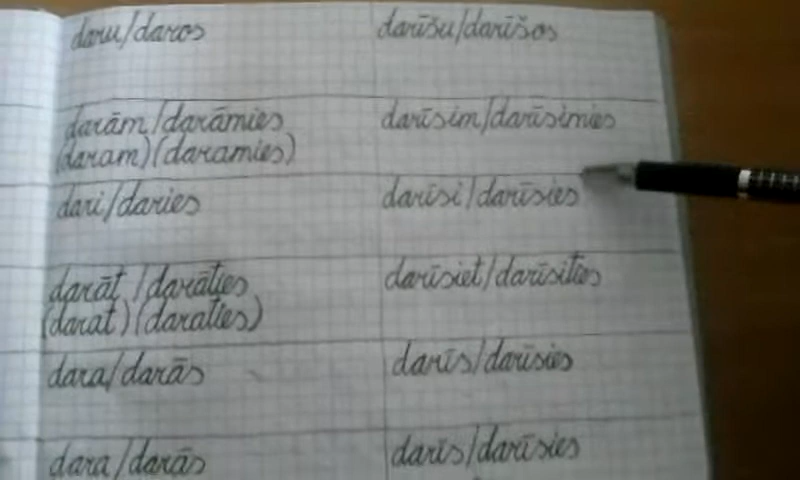 daru/daros darīšu/darīšos
darām/darāmies darīsim/darīsimies
(daram)(daramies)
dari/daries darīsi/darīsies
darāt/darāties darīsiet/darīsities
(darat)(daraties)
dara/darās darīs/darīsies
dara/darās darīs/darīsies